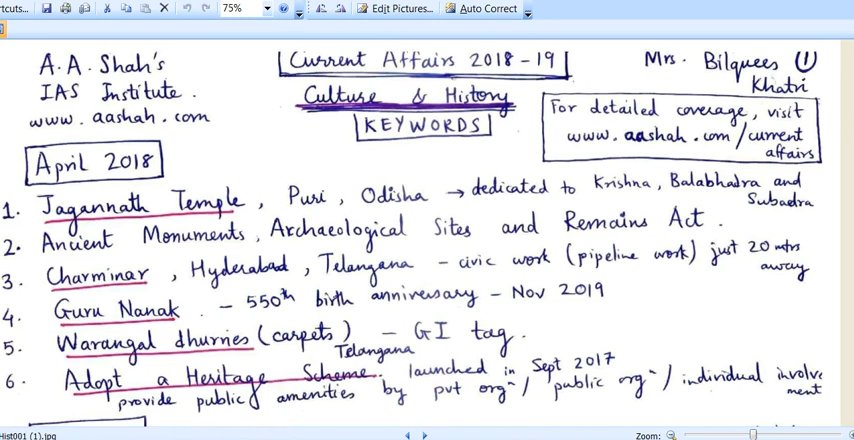 rtcuts...
75%
Edit Pictures...
Auto Correct
A.A. Shah's
IAS Institute.
www.aashah.com
Current Affairs 2018-19
Culture & History
KEYWORDS
Mrs. Bilquees Khatri
1
For detailed coverage, visit
www.aashah.com/current
affairs
April 2018
1. Jagannath Temple, Puri, Odisha → dedicated to Krishna, Balabhadra and
Subadra
2. Ancient Monuments, Archaeological Sites and Remains Act.
3. Charminar, Hyderabad, Telangana - civic work (pipeline work) just 20 mtrs
away
4. Guru Nanak. - 550th birth anniversary - Nov 2019
5. Warangal dhurries (carpets) - GI tag.
Telangana
6. Adopt a Heritage Scheme. launched in Sept 2017
provide public amenities by pvt orgn/ public orgn/ individual involve
ment
Hist001 (1).jpg
Zoom: